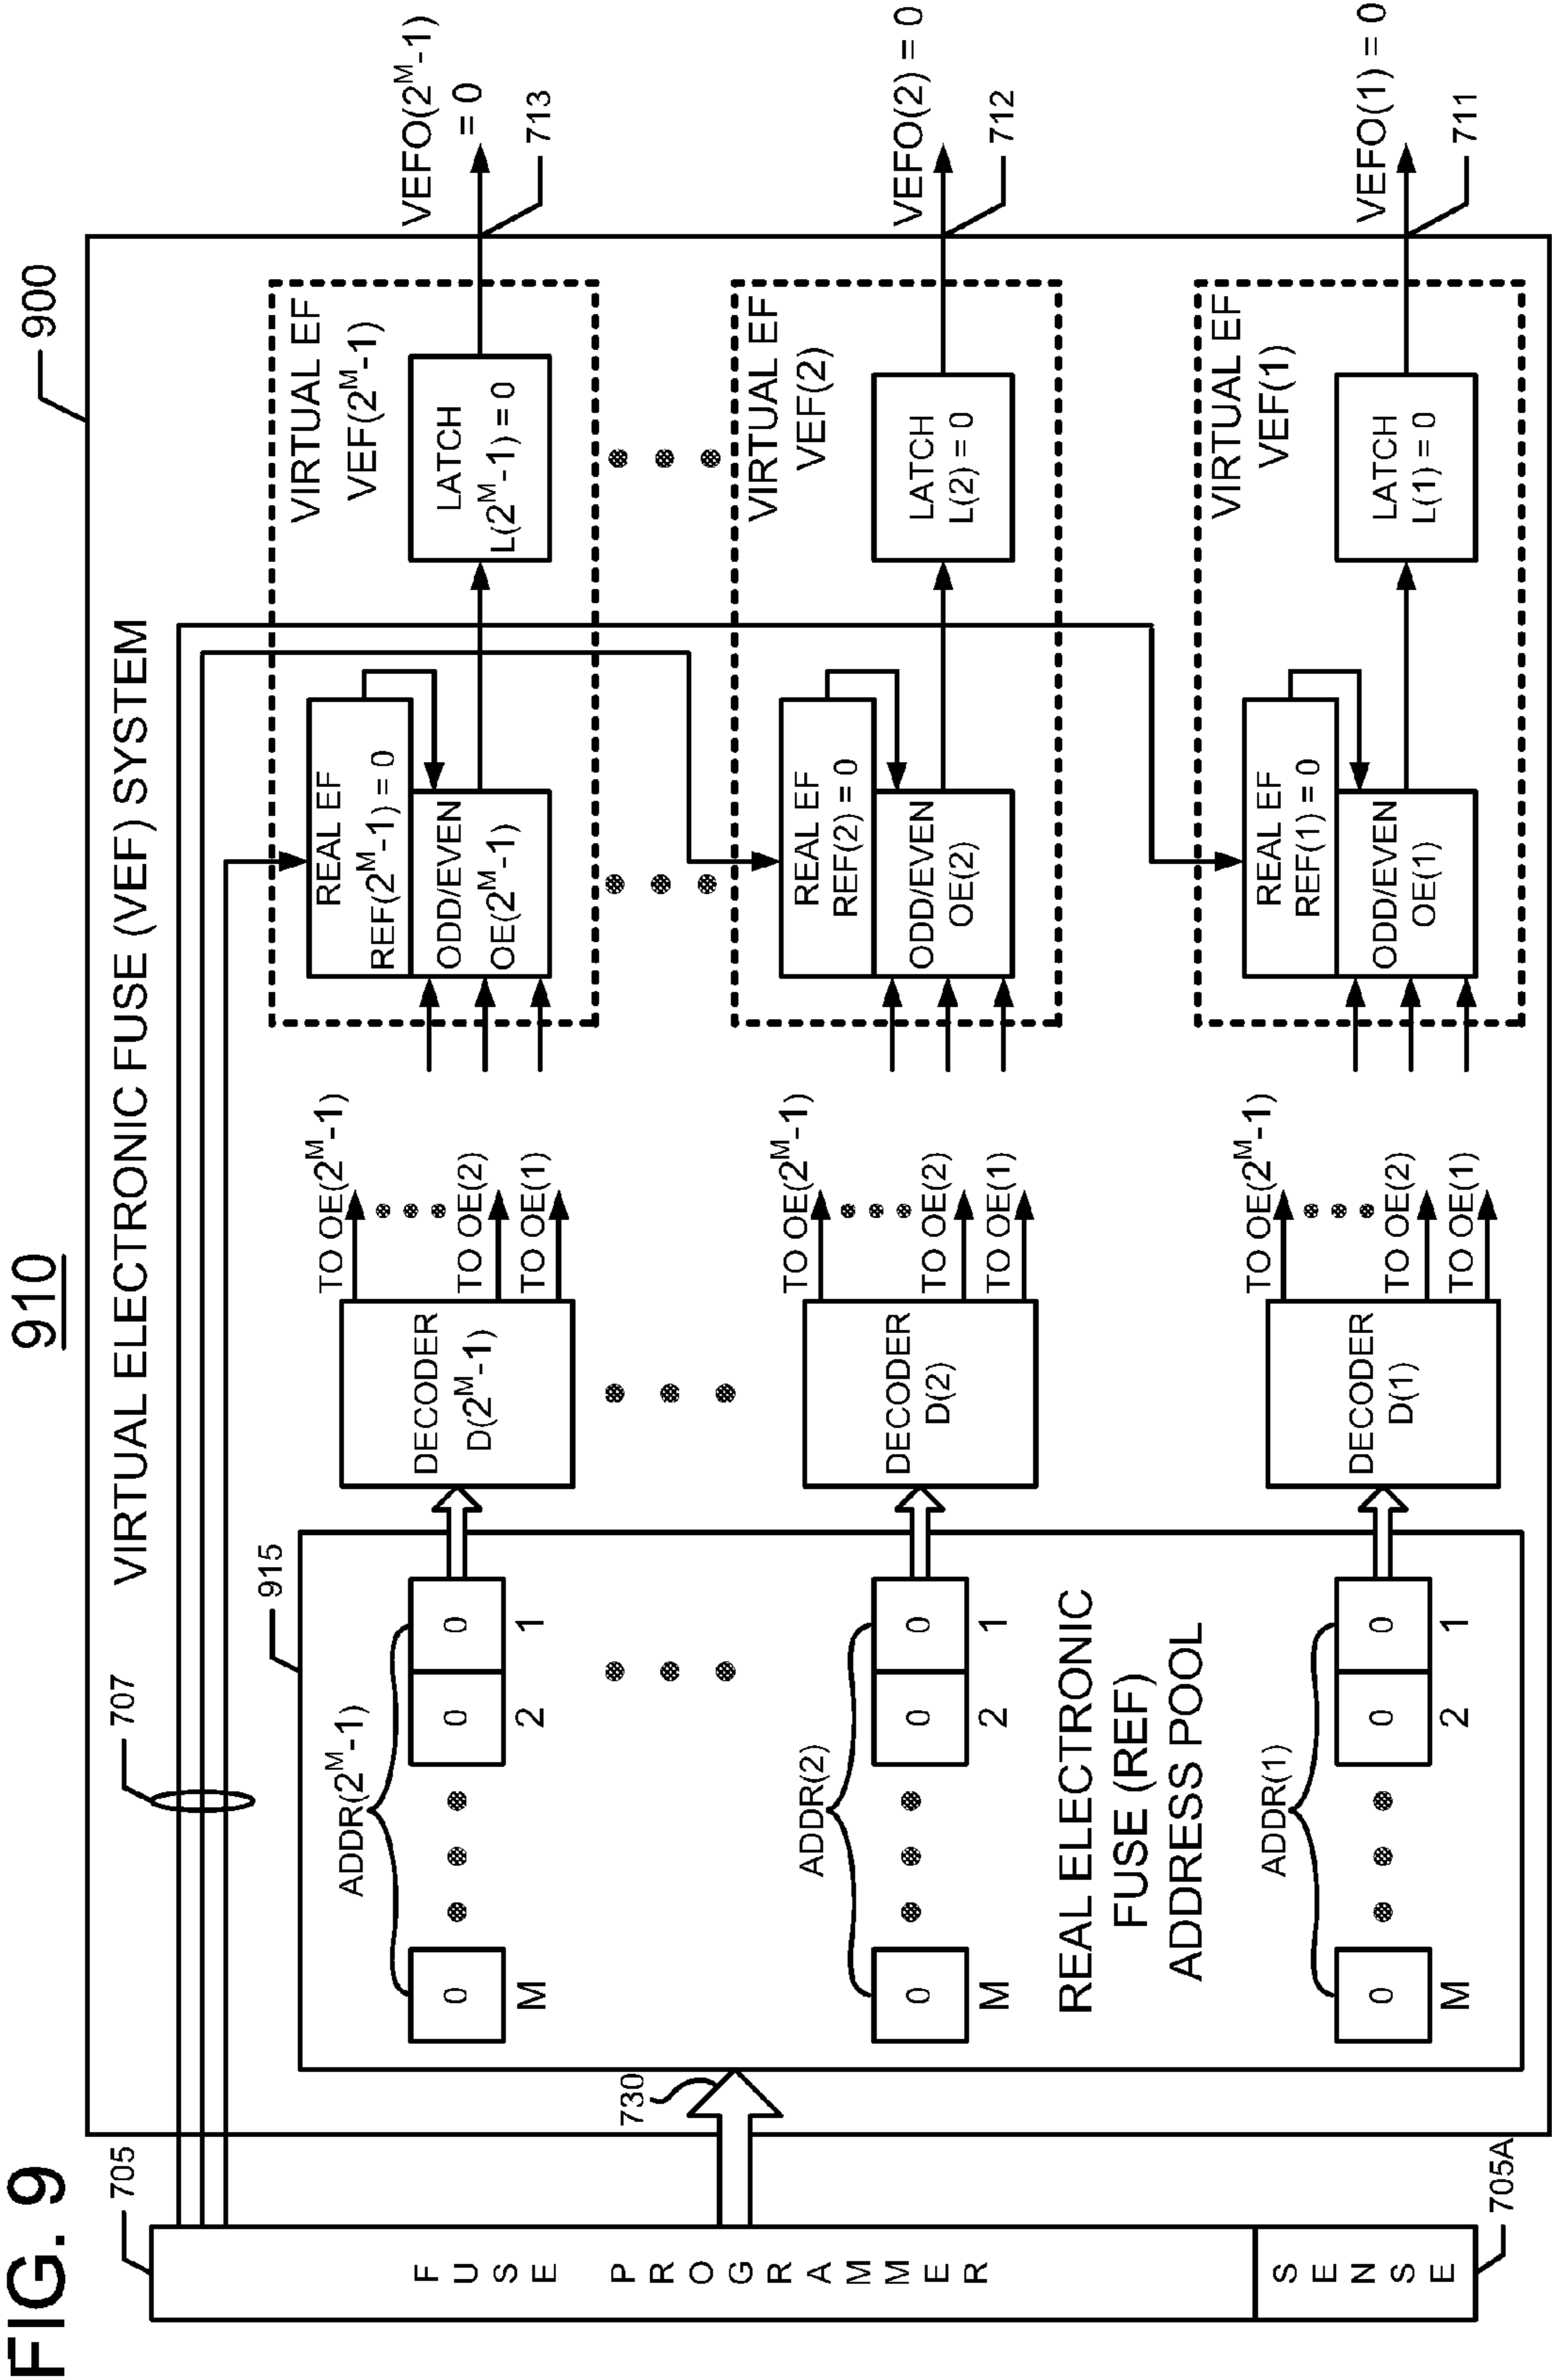 FIG. 9
910
900
VIRTUAL ELECTRONIC FUSE (VEF) SYSTEM
705
FUSE PROGRAMMER
SENSE
705A
707
730
915
ADDR(2^M-1)
0
0
0
M
2
1
ADDR(2)
0
0
0
M
2
1
REAL ELECTRONIC
FUSE (REF)
ADDRESS POOL
ADDR(1)
0
0
0
M
2
1
DECODER
D(2^M-1)
TO OE(2^M-1)
TO OE(2)
TO OE(1)
DECODER
D(2)
TO OE(2^M-1)
TO OE(2)
TO OE(1)
DECODER
D(1)
TO OE(2^M-1)
TO OE(2)
TO OE(1)
VIRTUAL EF
VEF(2^M-1)
REAL EF
REF(2^M-1) = 0
ODD/EVEN
OE(2^M-1)
LATCH
L(2^M-1) = 0
VEFO(2^M-1)
= 0
713
VIRTUAL EF
VEF(2)
REAL EF
REF(2) = 0
ODD/EVEN
OE(2)
LATCH
L(2) = 0
VEFO(2) = 0
712
VIRTUAL EF
VEF(1)
REAL EF
REF(1) = 0
ODD/EVEN
OE(1)
LATCH
L(1) = 0
VEFO(1) = 0
711